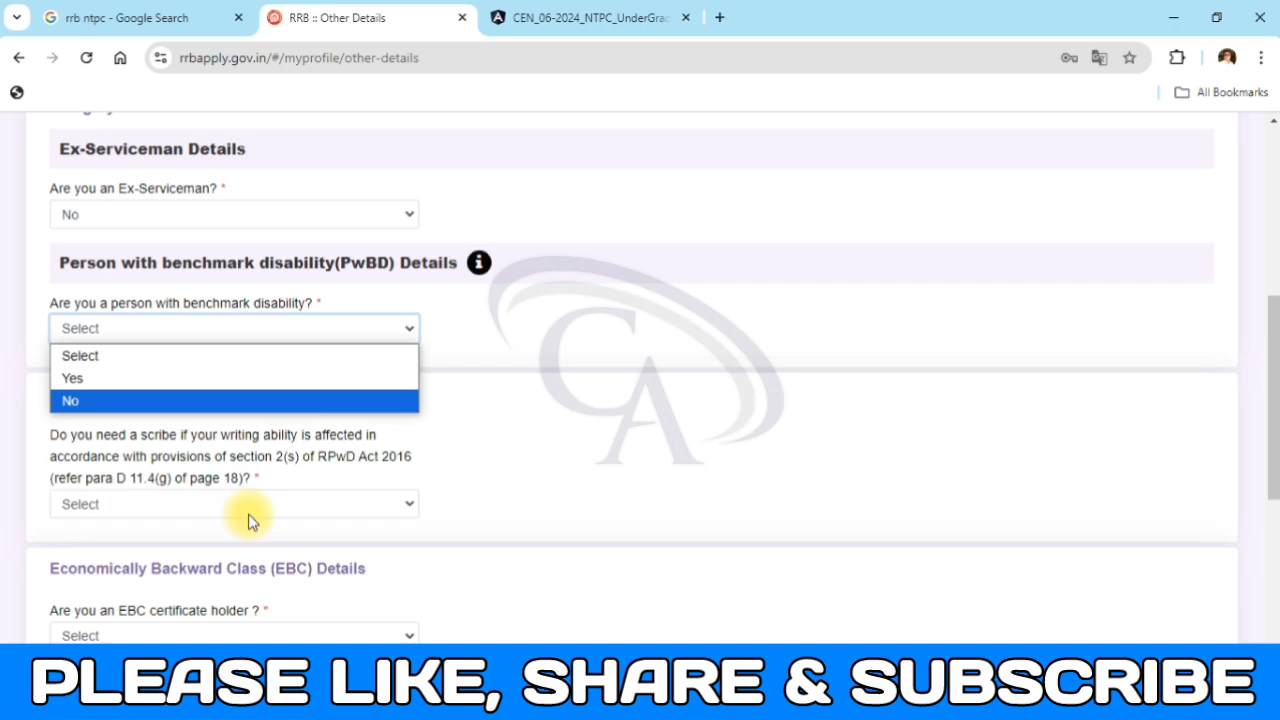 rrb ntpc - Google Search
RRB :: Other Details
CEN_06-2024_NTPC_UnderGrac
rrbapply.gov.in/#/myprofile/other-details
All Bookmarks
Ex-Serviceman Details
Are you an Ex-Serviceman? *
No
Person with benchmark disability(PwBD) Details
Are you a person with benchmark disability? *
Select
Select
Yes
No
Do you need a scribe if your writing ability is affected in
accordance with provisions of section 2(s) of RPwD Act 2016
(refer para D 11.4(g) of page 18)? *
Select
Economically Backward Class (EBC) Details
Are you an EBC certificate holder ? *
Select
CA
PLEASE LIKE, SHARE & SUBSCRIBE